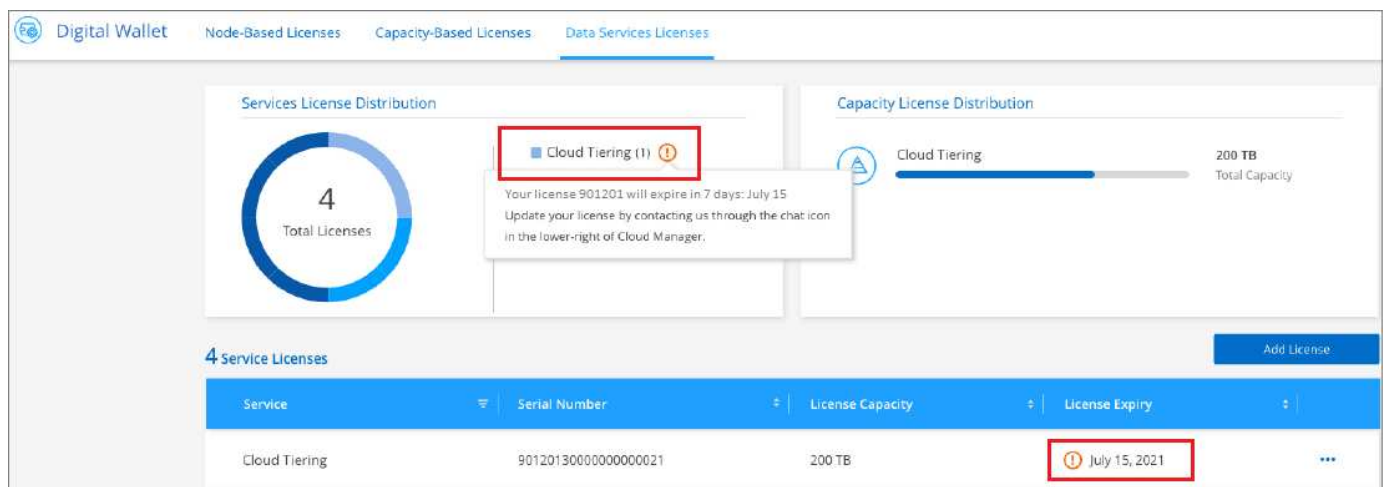 Digital Wallet
Node-Based Licenses
Capacity-Based Licenses
Data Services Licenses
Services License Distribution
4
Total Licenses
Cloud Tiering (1)
Your license 901201 will expire in 7 days: July 15
Update your license by contacting us through the chat icon
in the lower-right of Cloud Manager.
Capacity License Distribution
Cloud Tiering
200 TB
Total Capacity
4 Service Licenses
Add License
Service
Serial Number
License Capacity
License Expiry
Cloud Tiering
90120130000000000021
200 TB
July 15, 2021